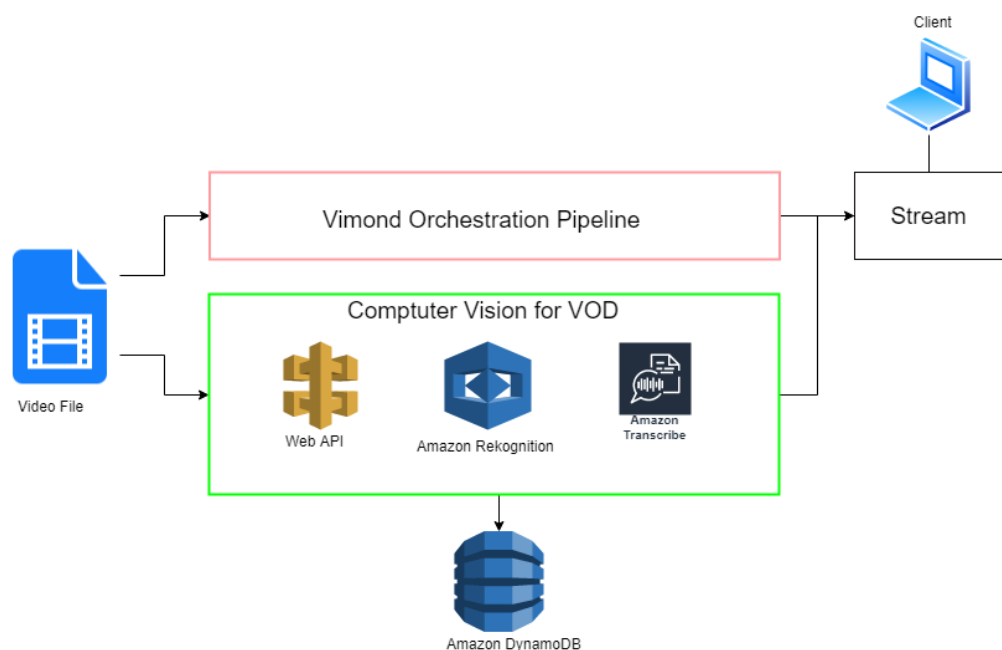 Client
Vimond Orchestration Pipeline
Stream
Comptuter Vision for VOD
Video File
Web API
Amazon Rekognition
Amazon
Transcribe
Amazon DynamoDB